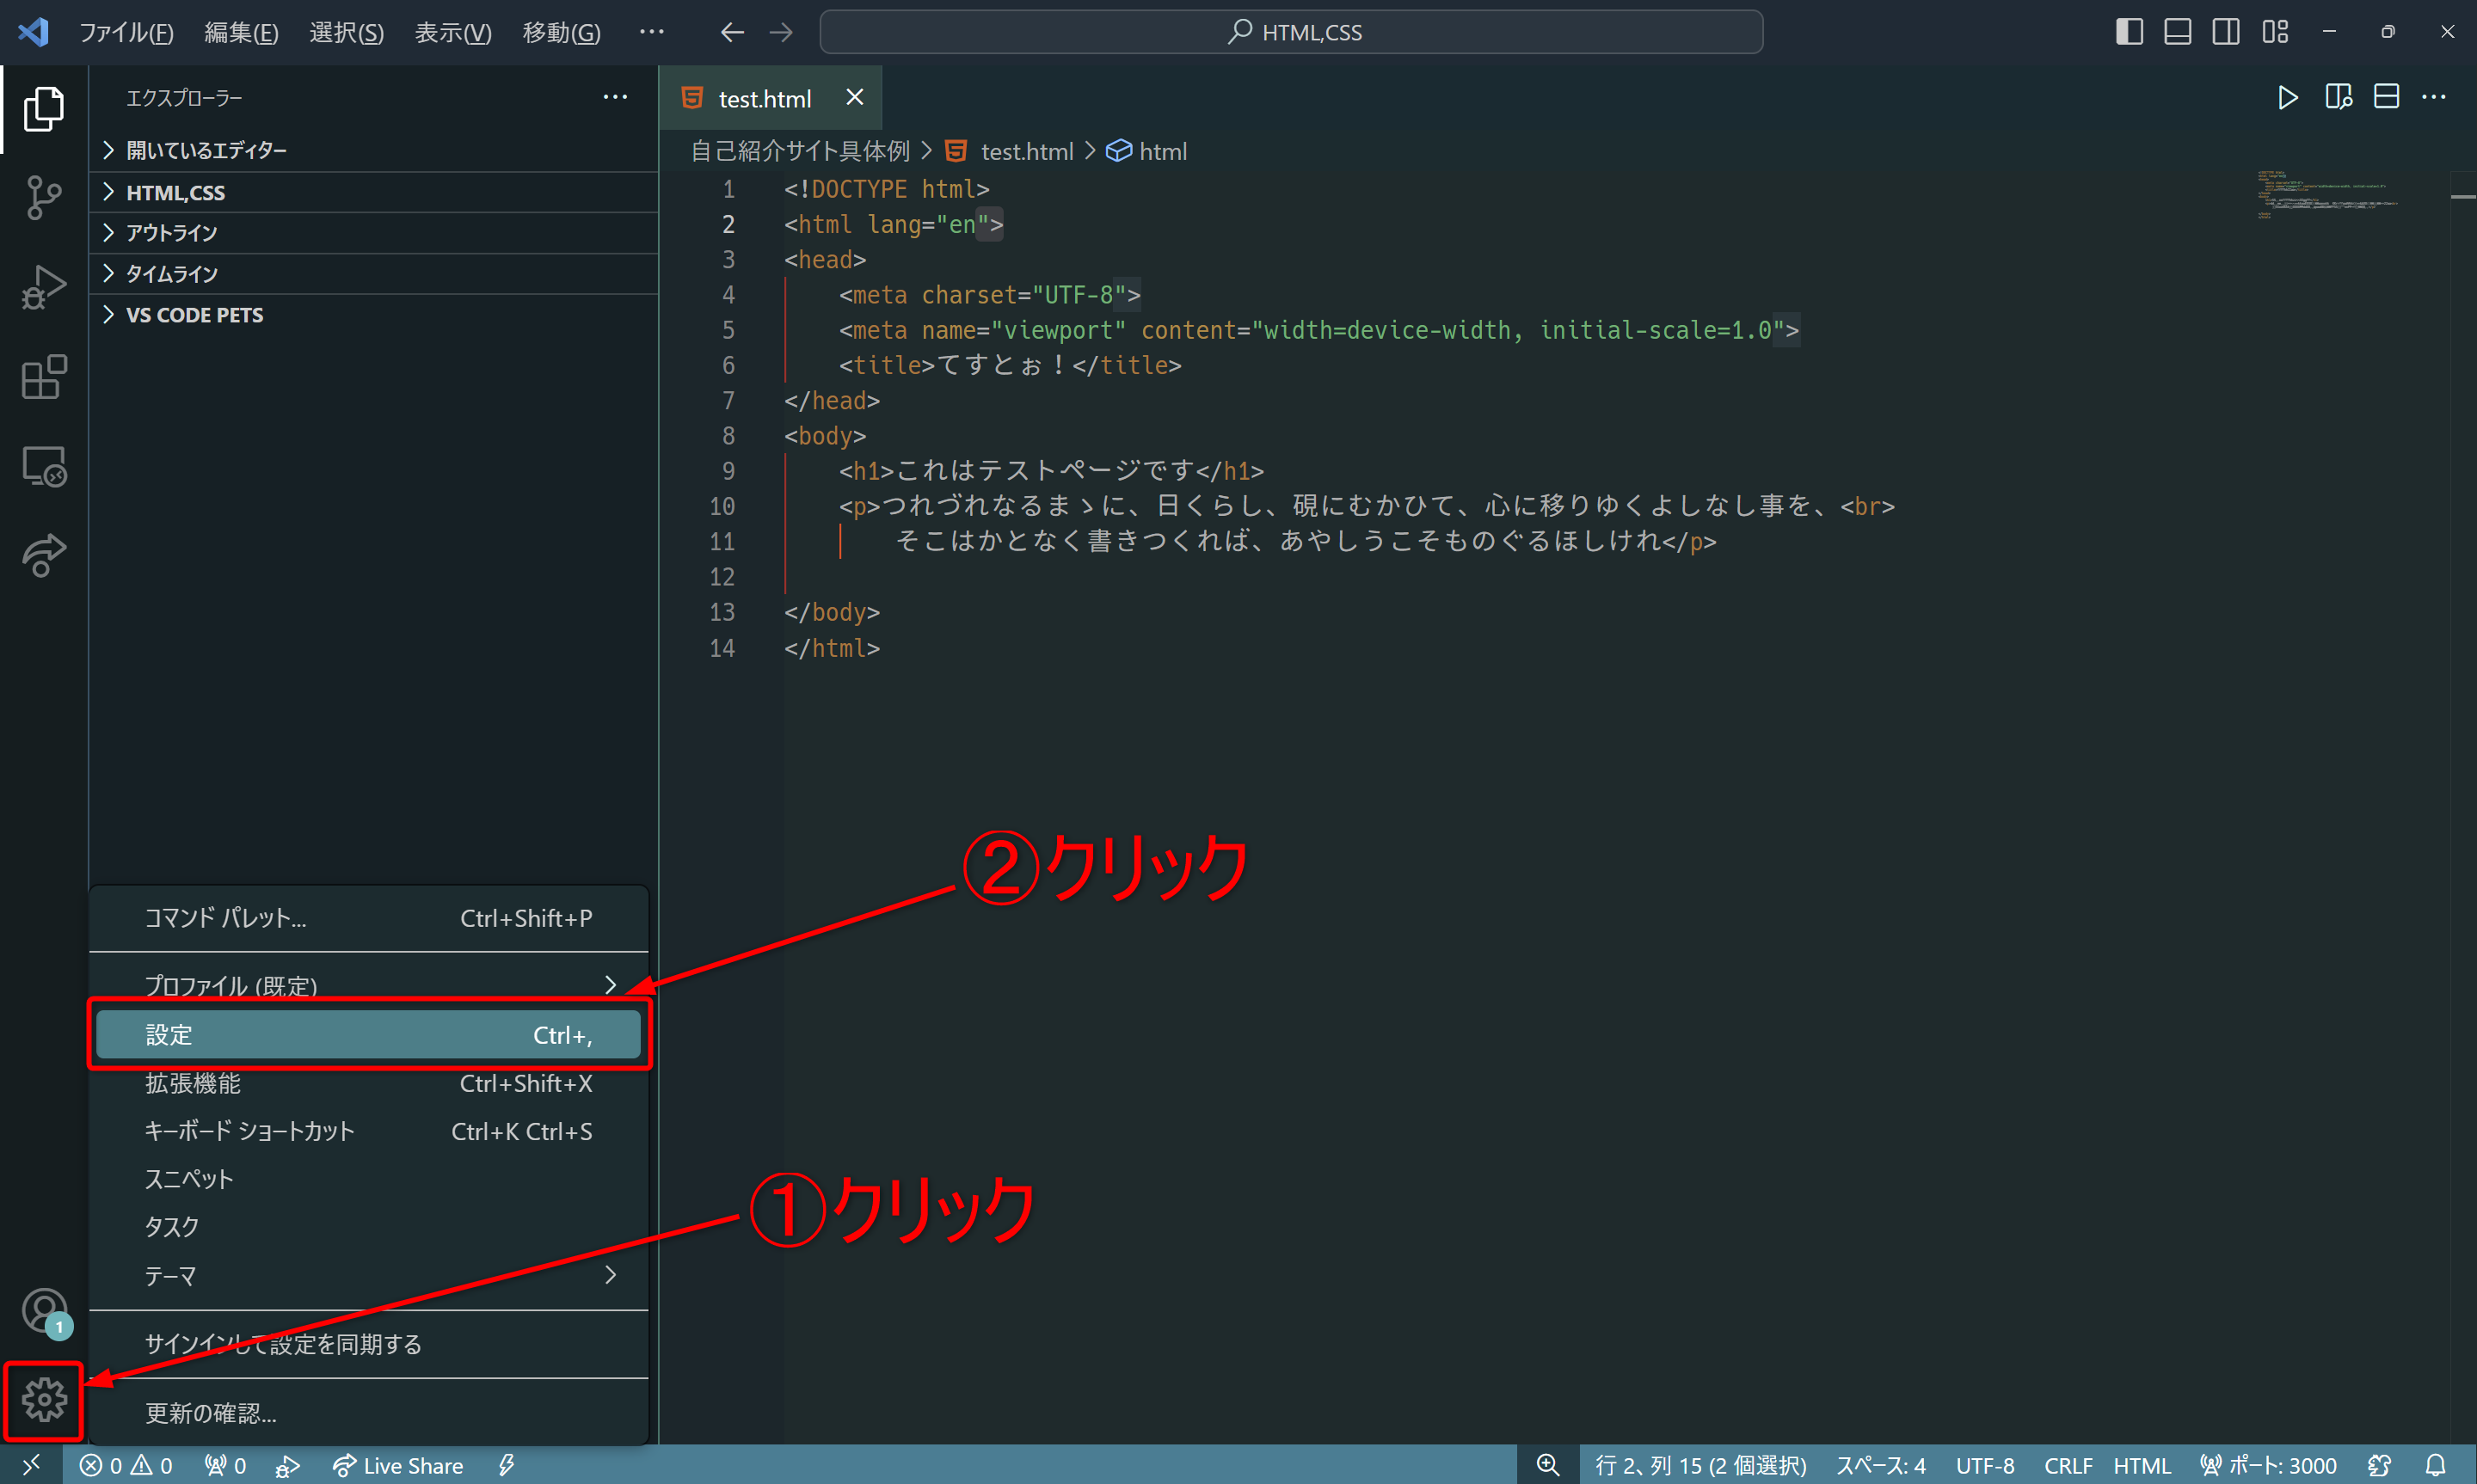 ファイル(F) 編集(E) 選択(S) 表示(V) 移動(G) … HTML,CSS
エクスプローラー
開いているエディター
HTML,CSS
アウトライン
タイムライン
VS CODE PETS
test.html
自己紹介サイト具体例 > test.html > html
1 <!DOCTYPE html>
2 <html lang="en">
3 <head>
4 <meta charset="UTF-8">
5 <meta name="viewport" content="width=device-width, initial-scale=1.0">
6 <title>てすとぉ！</title>
7 </head>
8 <body>
9 <h1>これはテストページです</h1>
10 <p>つれづれなるまゝに、日くらし、硯にむかひて、心に移りゆくよしなし事を、<br>
11 そこはかとなく書きつくれば、あやしうこそものぐるほしけれ</p>
12
13 </body>
14 </html>
②クリック
コマンド パレット... Ctrl+Shift+P
プロファイル (既定)
設定 Ctrl+,
拡張機能 Ctrl+Shift+X
キーボード ショートカット Ctrl+K Ctrl+S
スニペット
①クリック
タスク
テーマ
サインインして設定を同期する
更新の確認...
1
0 0 0 Live Share 行 2、列 15 (2 個選択) スペース: 4 UTF-8 CRLF HTML ポート: 3000